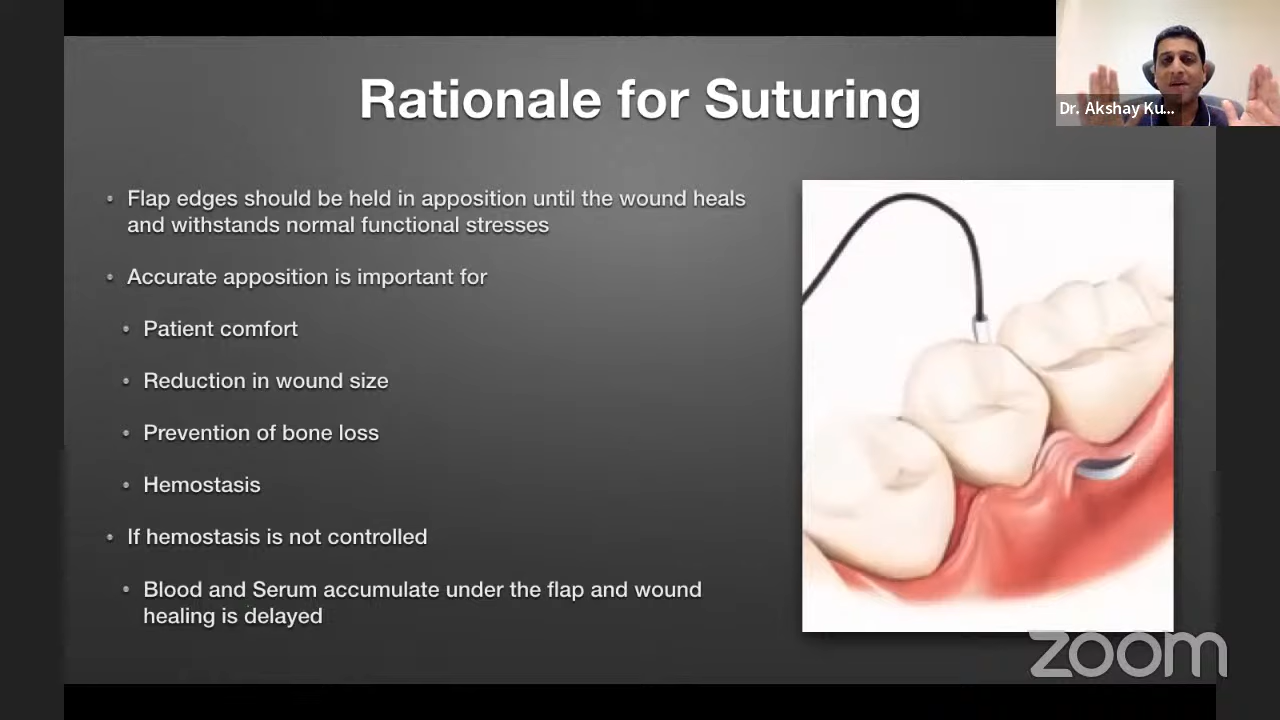 Rationale for Suturing
Dr. Akshay Ku...
• Flap edges should be held in apposition until the wound heals
and withstands normal functional stresses
• Accurate apposition is important for
• Patient comfort
• Reduction in wound size
• Prevention of bone loss
• Hemostasis
• If hemostasis is not controlled
• Blood and Serum accumulate under the flap and wound
healing is delayed
zoom